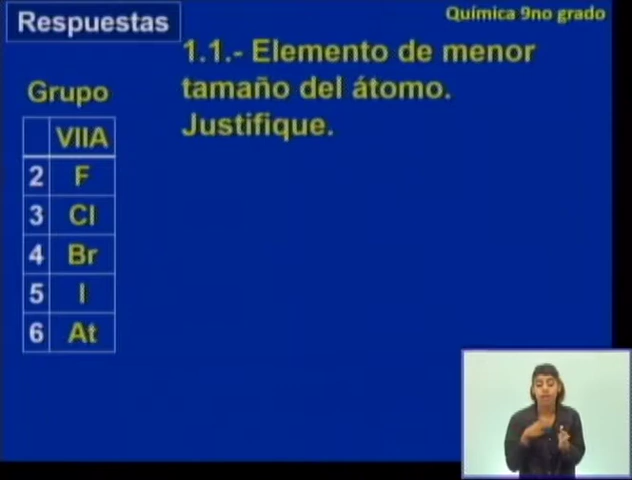 Respuestas
Química 9no grado
1.1.- Elemento de menor
tamaño del átomo.
Justifique.
Grupo
VIIA
2 F
3 Cl
4 Br
5 I
6 At